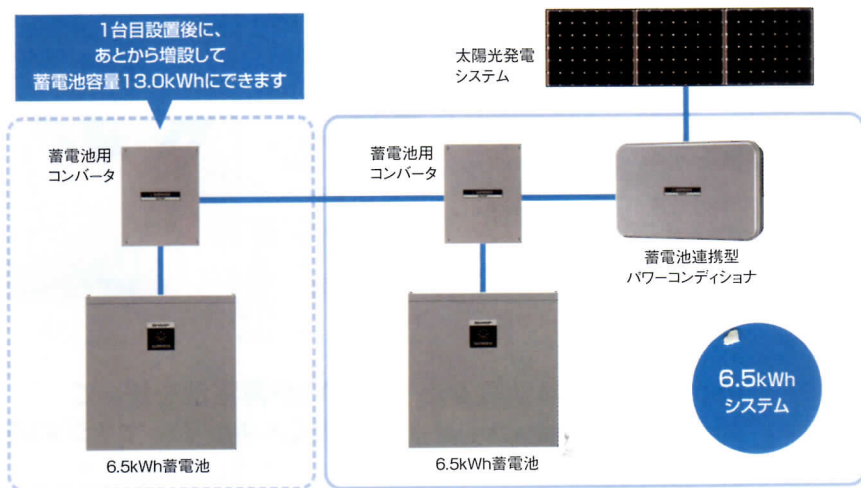 1台目設置後に、
あとから増設して
蓄電池容量13.0kWhにできます
太陽光発電
システム
蓄電池用
コンバータ
蓄電池用
コンバータ
蓄電池連携型
パワーコンディショナ
6.5kWh
システム
6.5kWh蓄電池
6.5kWh蓄電池